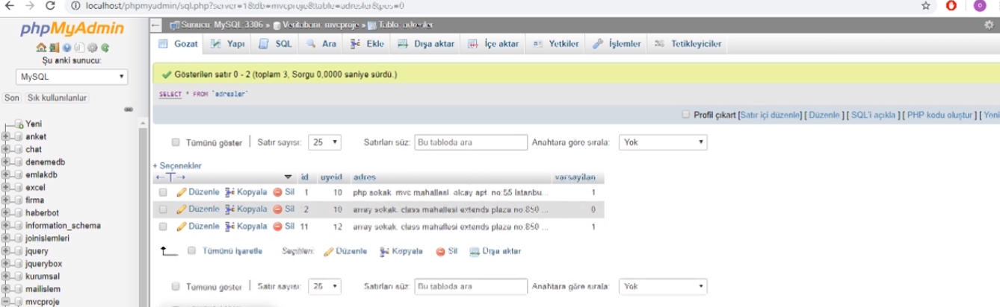 localhost/phpmyadmin/sql.php?server=1&db=mvcproje&table=adresler&pos=0
phpMyAdmin
Şu anki sunucu:
MySQL
Son Sık kullanılanlar
Yeni
anket
chat
denemedb
emlakdb
excel
firma
haberbot
information_schema
joinislemleri
jquery
jquerybox
kurumsal
mailislem
mvcproje
Sunucu: MySQL:3306 » Veritabanı: mvcproje » Tablo: adresler
Gozat Yapı SQL Ara Ekle Dışa aktar İçe aktar Yetkiler İşlemler Tetikleyiciler
Gösterilen satır 0 - 2 (toplam 3, Sorgu 0,0000 saniye sürdü.)
SELECT * FROM `adresler`
Profil çıkart [Satır içi düzenle] [ Düzenle ] [ SQL'i açıkla ] [ PHP kodu oluştur ] [ Yeni
Tümünü göster Satır sayısı: 25 Satırları süz: Bu tabloda ara Anahtara göre sırala: Yok
+ Seçenekler
←T→ id uyeid adres varsayilan
Düzenle Kopyala Sil 1 10 php sokak. mvc mahallesi. olcay apt. no:55 istanbu... 1
Düzenle Kopyala Sil 2 10 array sokak. class mahallesi extends plaza no:850 ... 0
Düzenle Kopyala Sil 11 12 array sokak. class mahallesi extends plaza no:850 ... 1
Tümünü işaretle Seçilileri: Düzenle Kopyala Sil Dışa aktar
Tümünü göster Satır sayısı: 25 Satırları süz: Bu tabloda ara Anahtara göre sırala: Yok